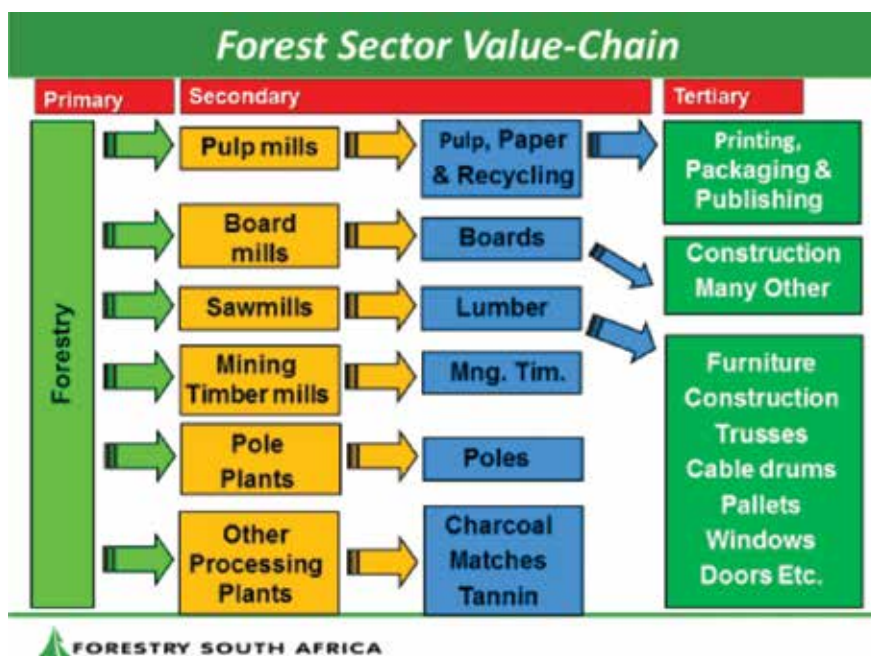 Forest Sector Value-Chain
Primary
Secondary
Tertiary
Forestry
Pulp mills
Pulp, Paper
& Recycling
Printing,
Packaging &
Publishing
Board
mills
Boards
Construction
Many Other
Sawmills
Lumber
Mining
Timber mills
Mng. Tim.
Furniture
Construction
Trusses
Cable drums
Pallets
Windows
Doors Etc.
Pole
Plants
Poles
Other
Processing
Plants
Charcoal
Matches
Tannin
FORESTRY SOUTH AFRICA